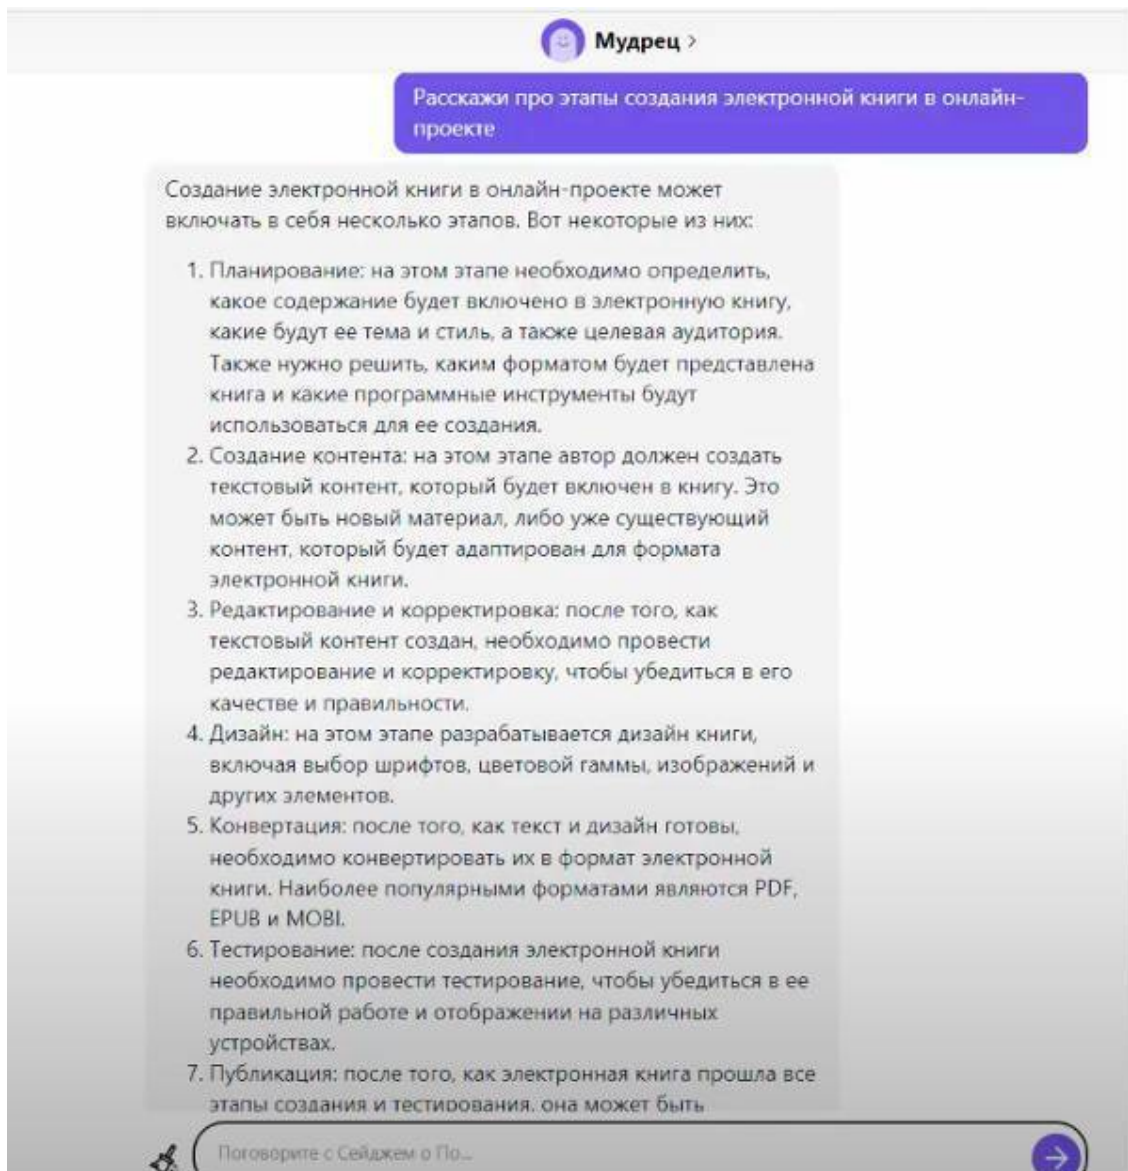 Мудрец >
Расскажи про этапы создания электронной книги в онлайн-
проекте
Создание электронной книги в онлайн-проекте может
включать в себя несколько этапов. Вот некоторые из них:
1. Планирование: на этом этапе необходимо определить,
какое содержание будет включено в электронную книгу,
какие будут ее тема и стиль, а также целевая аудитория.
Также нужно решить, каким форматом будет представлена
книга и какие программные инструменты будут
использоваться для ее создания.
2. Создание контента: на этом этапе автор должен создать
текстовый контент, который будет включен в книгу. Это
может быть новый материал, либо уже существующий
контент, который будет адаптирован для формата
электронной книги.
3. Редактирование и корректировка: после того, как
текстовый контент создан, необходимо провести
редактирование и корректировку, чтобы убедиться в его
качестве и правильности.
4. Дизайн: на этом этапе разрабатывается дизайн книги,
включая выбор шрифтов, цветовой гаммы, изображений и
других элементов.
5. Конвертация: после того, как текст и дизайн готовы,
необходимо конвертировать их в формат электронной
книги. Наиболее популярными форматами являются PDF,
EPUB и MOBI.
6. Тестирование: после создания электронной книги
необходимо провести тестирование, чтобы убедиться в ее
правильной работе и отображении на различных
устройствах.
7. Публикация: после того, как электронная книга прошла все
этапы создания и тестирования, она может быть
Поговорите с Сейджем о По...